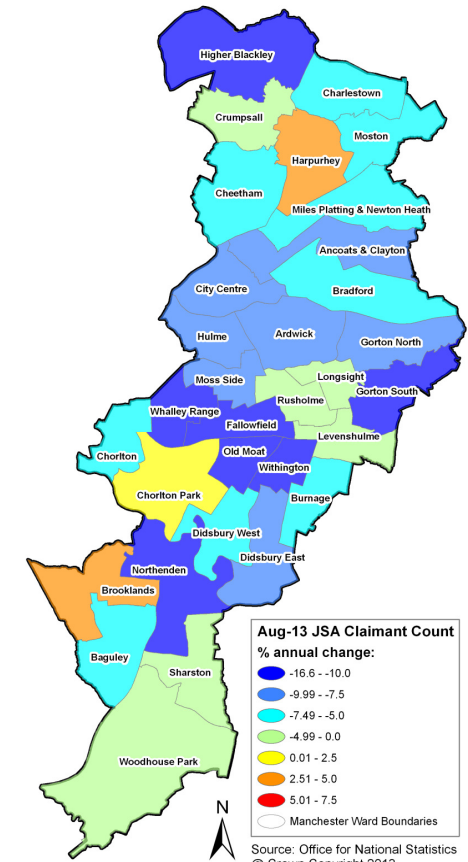 Higher Blackley
Charlestown
Crumpsall
Moston
Harpurhey
Cheetham
Miles Platting & Newton Heath
Ancoats & Clayton
City Centre
Bradford
Hulme
Ardwick
Gorton North
Moss Side
Longsight
Gorton South
Rusholme
Whalley Range
Fallowfield
Levenshulme
Old Moat
Chorlton
Withington
Chorlton Park
Burnage
Didsbury West
Didsbury East
Northenden
Brooklands
Baguley
Sharston
Woodhouse Park
N
Aug-13 JSA Claimant Count
% annual change:
-16.6 - -10.0
-9.99 - -7.5
-7.49 - -5.0
-4.99 - 0.0
0.01 - 2.5
2.51 - 5.0
5.01 - 7.5
Manchester Ward Boundaries
Source: Office for National Statistics
© Crown Copyright 2013